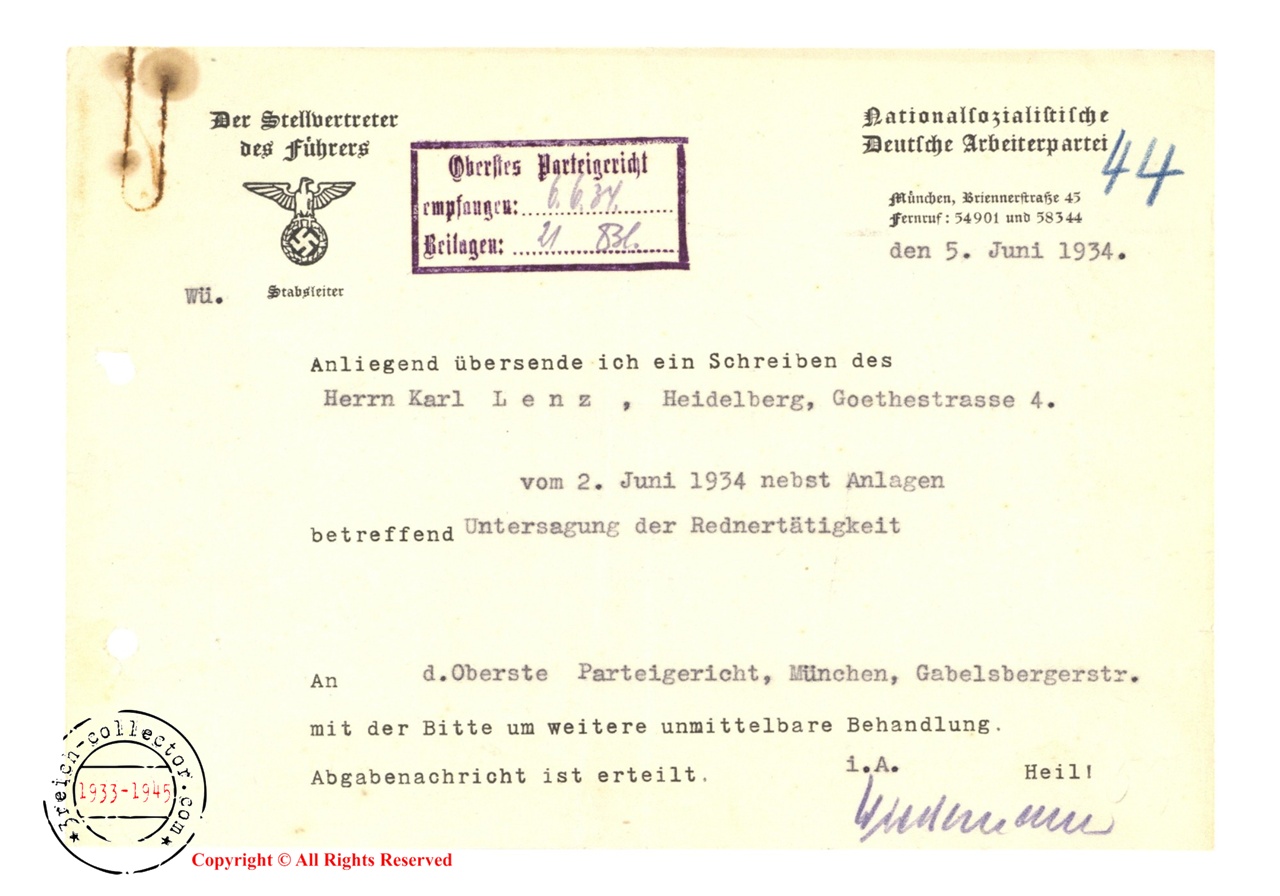 Der Stellvertreter
des Führers
Stabsleiter
Wü.
Oberstes Parteigericht
empfangen: 6.6.34.
Beilagen: 21 Bl.
Nationalsozialistische
Deutsche Arbeiterpartei
44
München, Briennerstraße 45
Fernruf: 54901 und 58344
den 5. Juni 1934.
Anliegend übersende ich ein Schreiben des
Herrn Karl L e n z , Heidelberg, Goethestrasse 4.
vom 2. Juni 1934 nebst Anlagen
betreffend Untersagung der Rednertätigkeit
An d.Oberste Parteigericht, München, Gabelsbergerstr.
mit der Bitte um weitere unmittelbare Behandlung.
Abgabenachricht ist erteilt.
i.A. Heil!
Wiedemann
3reich-collector.com
1933-1945
Copyright © All Rights Reserved